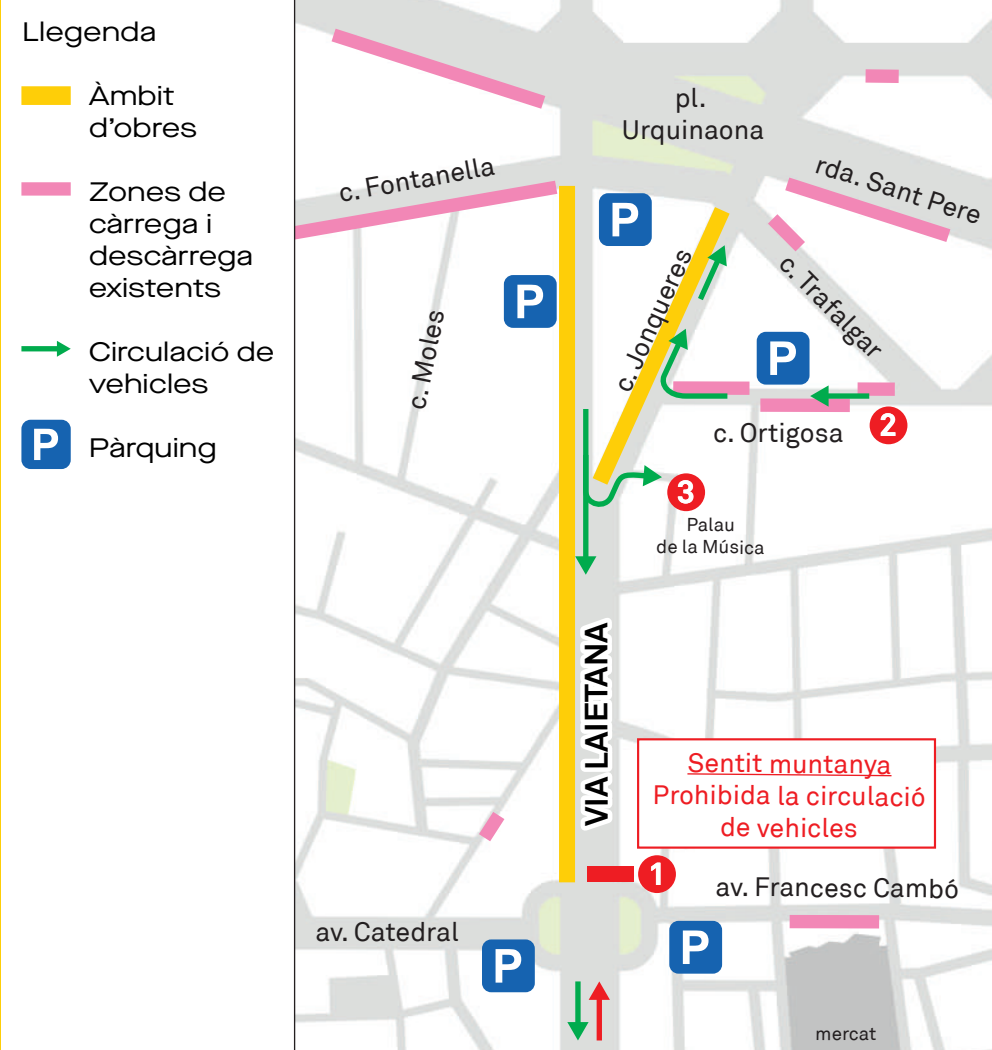 Llegenda
Àmbit
d'obres
Zones de
càrrega i
descàrrega
existents
Circulació de
vehicles
P
Pàrquing
pl.
Urquinaona
c. Fontanella
rda. Sant Pere
P
P
c. Moles
c. Jonqueres
c. Trafalgar
P
c. Ortigosa
2
3
Palau
de la Música
VIA LAIETANA
Sentit muntanya
Prohibida la circulació
de vehicles
1
av. Francesc Cambó
av. Catedral
P
P
mercat